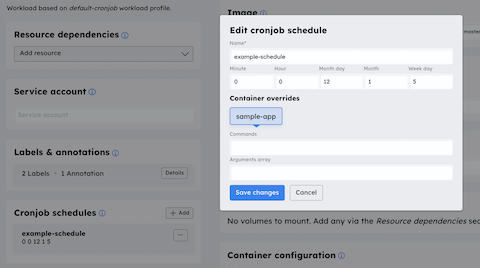 Workload based on default-cronjob workload profile.
Resource dependencies
Add resource
Service account
Service account
Labels & annotations
2 Labels • 1 Annotation
Details
Cronjob schedules
+ Add
example-schedule
0 0 12 1 5
Image
master
Edit cronjob schedule
Name*
example-schedule
Minute Hour Month day Month Week day
0 0 12 1 5
Container overrides
sample-app
Commands
Arguments array
Save changes
Cancel
No volumes to mount. Add any via the Resource dependencies sec
Container configuration